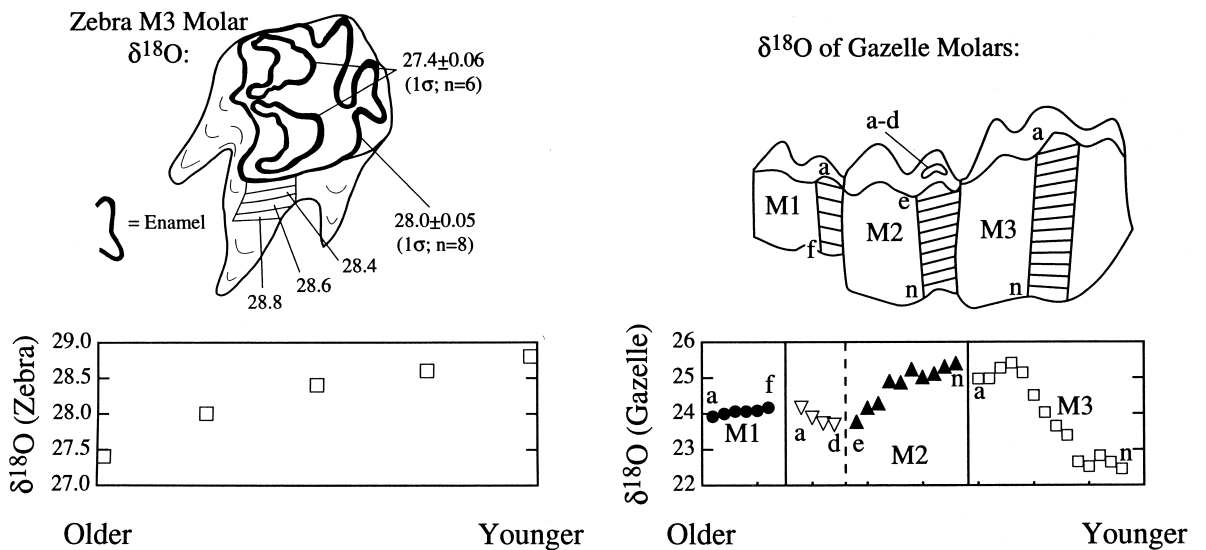 Zebra M3 Molar
δ18O:
27.4±0.06
(1σ; n=6)
28.0±0.05
(1σ; n=8)
= Enamel
28.4
28.6
28.8
29.0
28.5
28.0
27.5
27.0
δ18O (Zebra)
Older
Younger
δ18O of Gazelle Molars:
a-d
a
a
e
M1
M2
M3
f
n
n
26
25
24
23
22
δ18O (Gazelle)
a
f
M1
a
d
e
n
M2
a
M3
n
Older
Younger